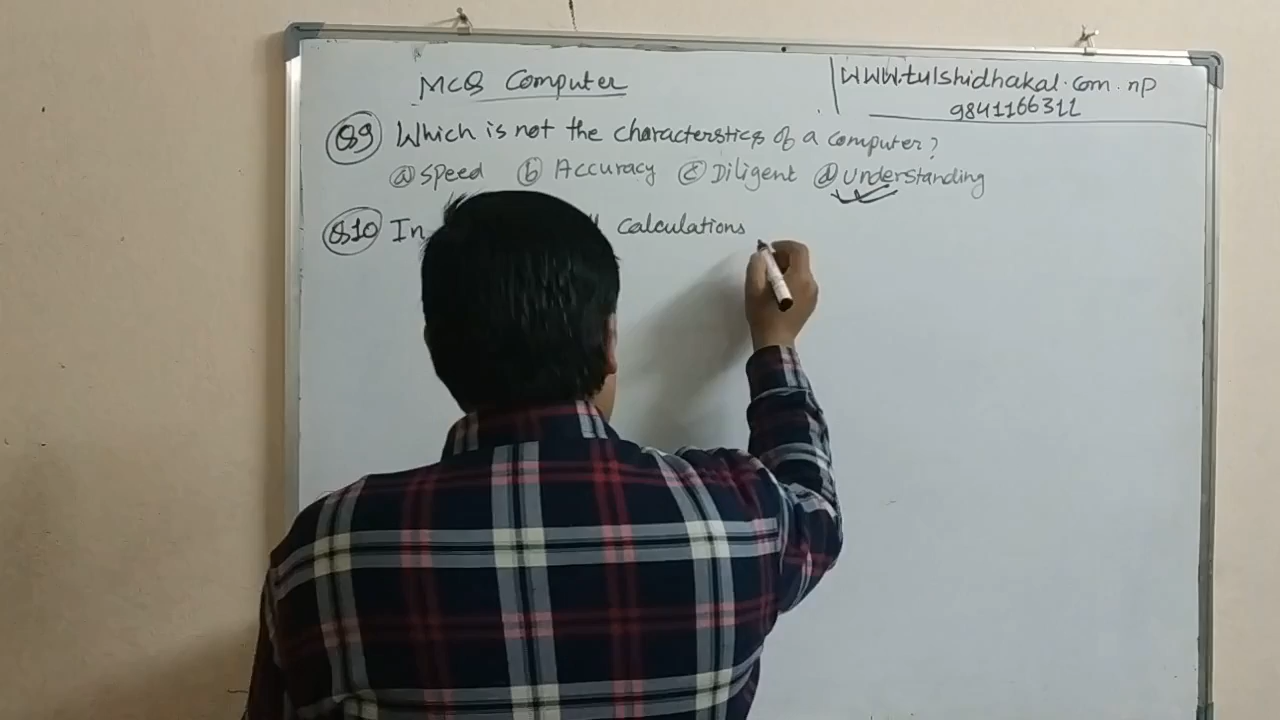 MCQ Computer
www.tulshidhakal.com.np
9841166311
Q9 Which is not the characterstics of a computer?
a speed b Accuracy c Diligent d Understanding
Q10 In calculations